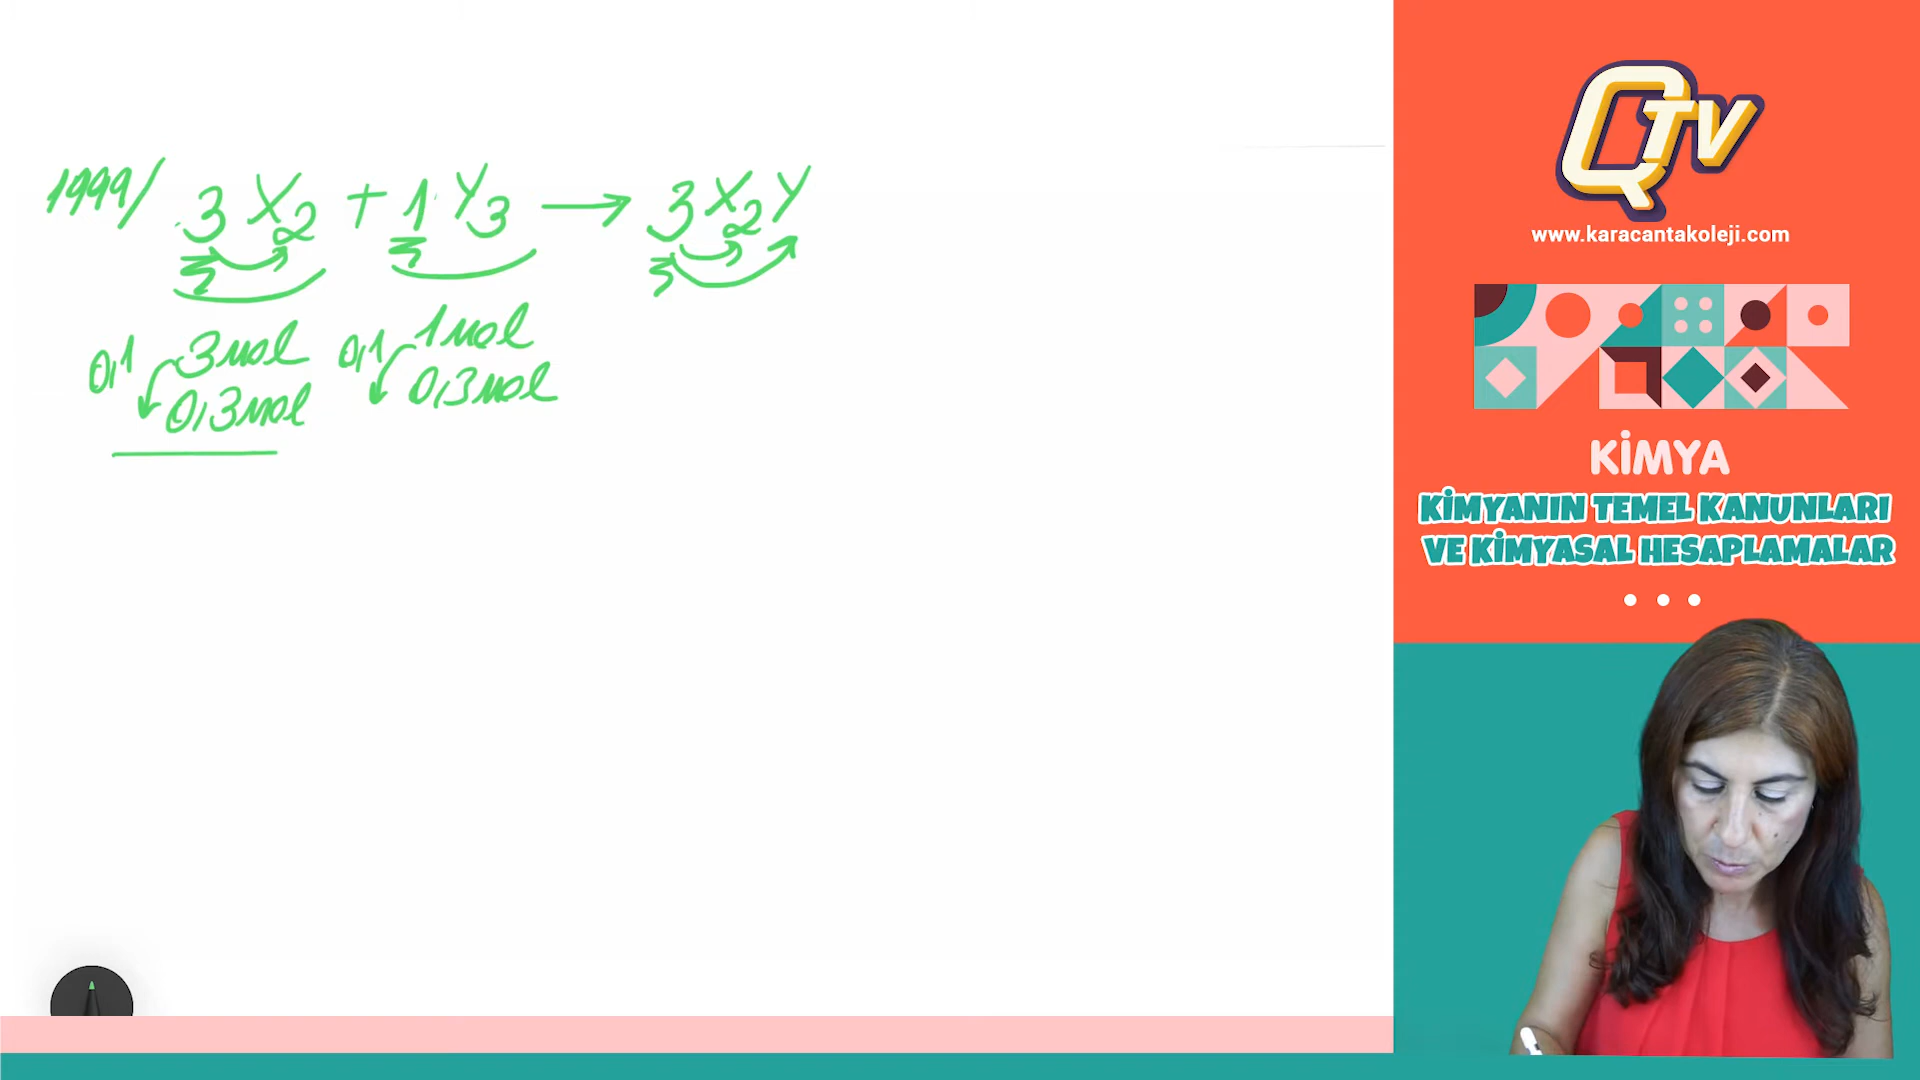 1999/ 3X₂ + 1Y₃ → 3X₂Y
0,1 3mol 0,1 1mol
0,3mol 0,3mol
QTV
www.karacantakoleji.com
KİMYA
KİMYANIN TEMEL KANUNLARI
VE KİMYASAL HESAPLAMALAR